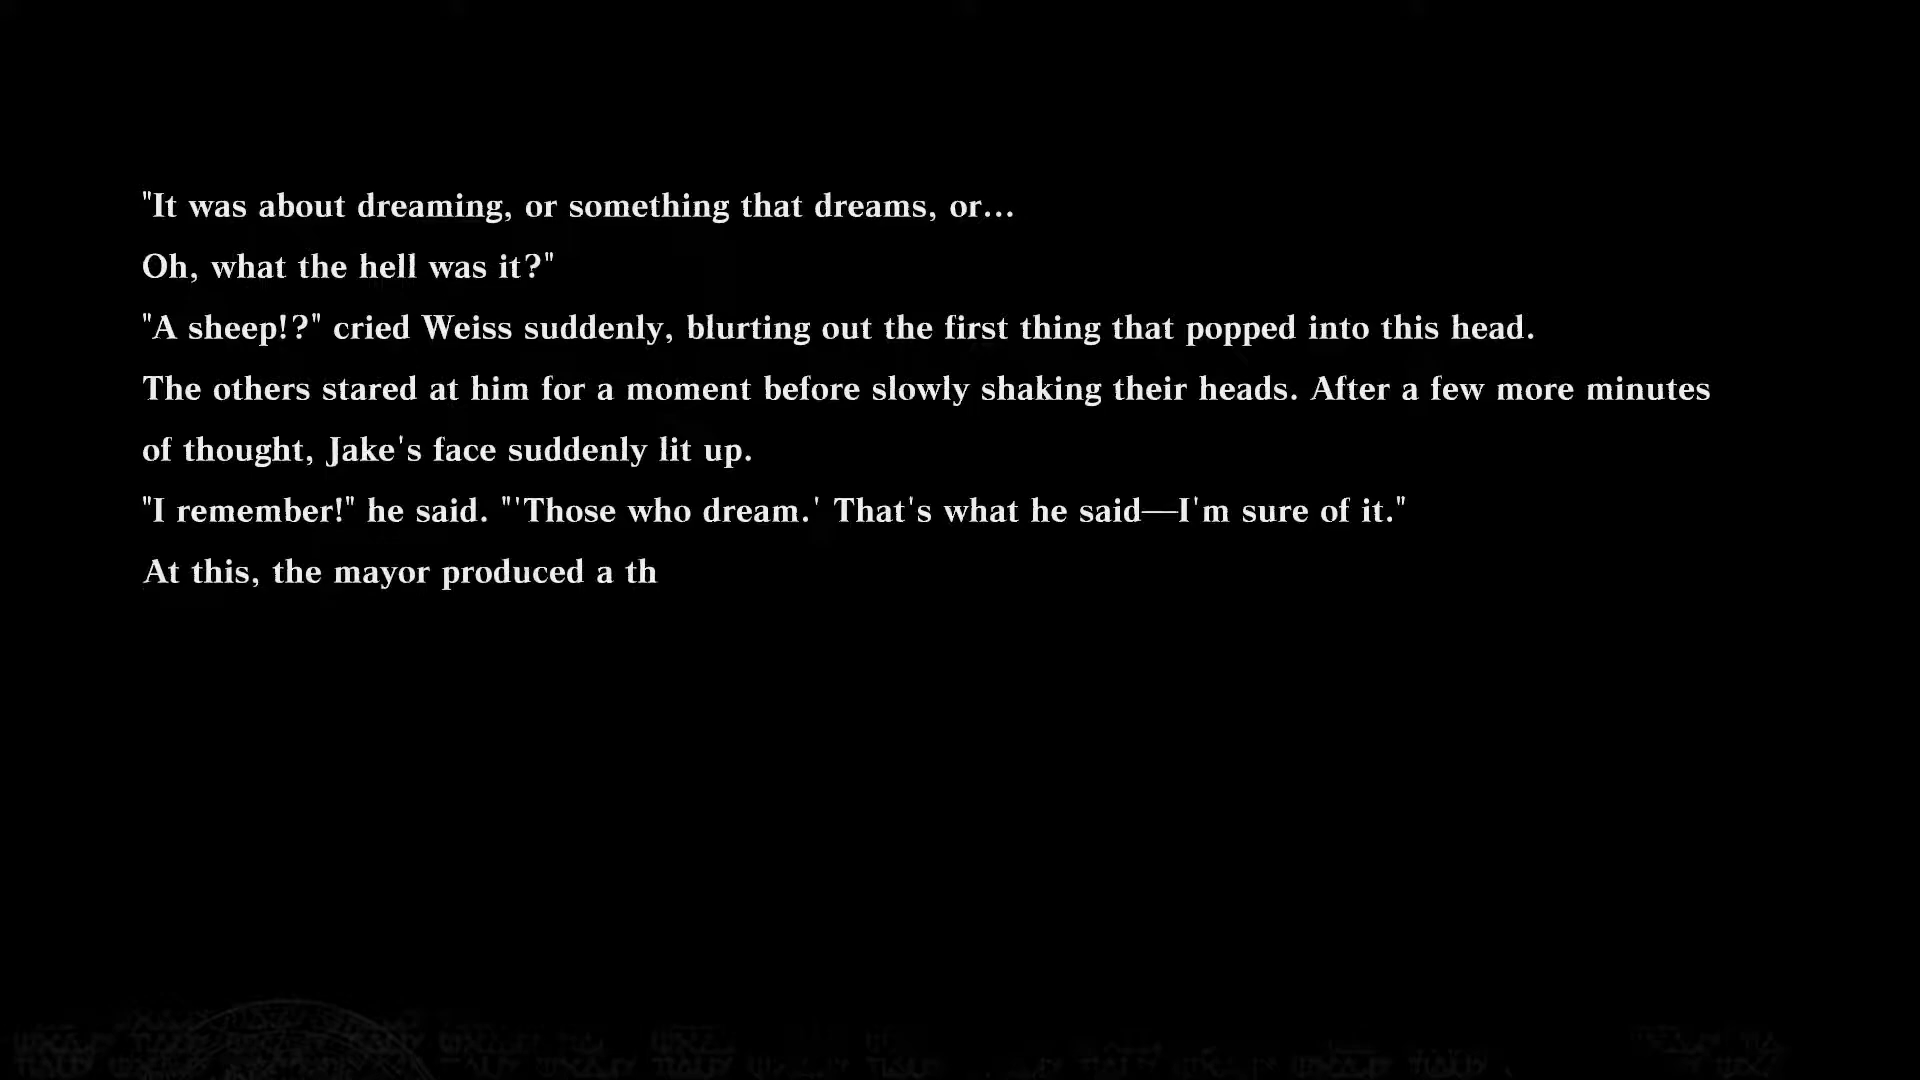 "It was about dreaming, or something that dreams, or...
Oh, what the hell was it?"
"A sheep!?" cried Weiss suddenly, blurting out the first thing that popped into this head.
The others stared at him for a moment before slowly shaking their heads. After a few more minutes
of thought, Jake's face suddenly lit up.
"I remember!" he said. "'Those who dream.' That's what he said—I'm sure of it."
At this, the mayor produced a th